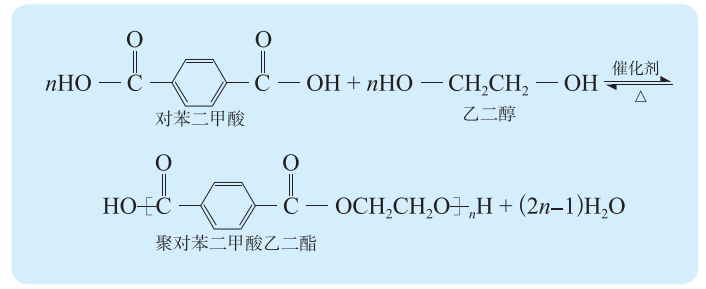 O O
nHO — C — — C — OH + nHO — CH₂CH₂ — OH 催化剂 △
对苯二甲酸 乙二醇
O O
HO⁅C — — C — OCH₂CH₂O⁆ₙH + (2n–1)H₂O
聚对苯二甲酸乙二酯